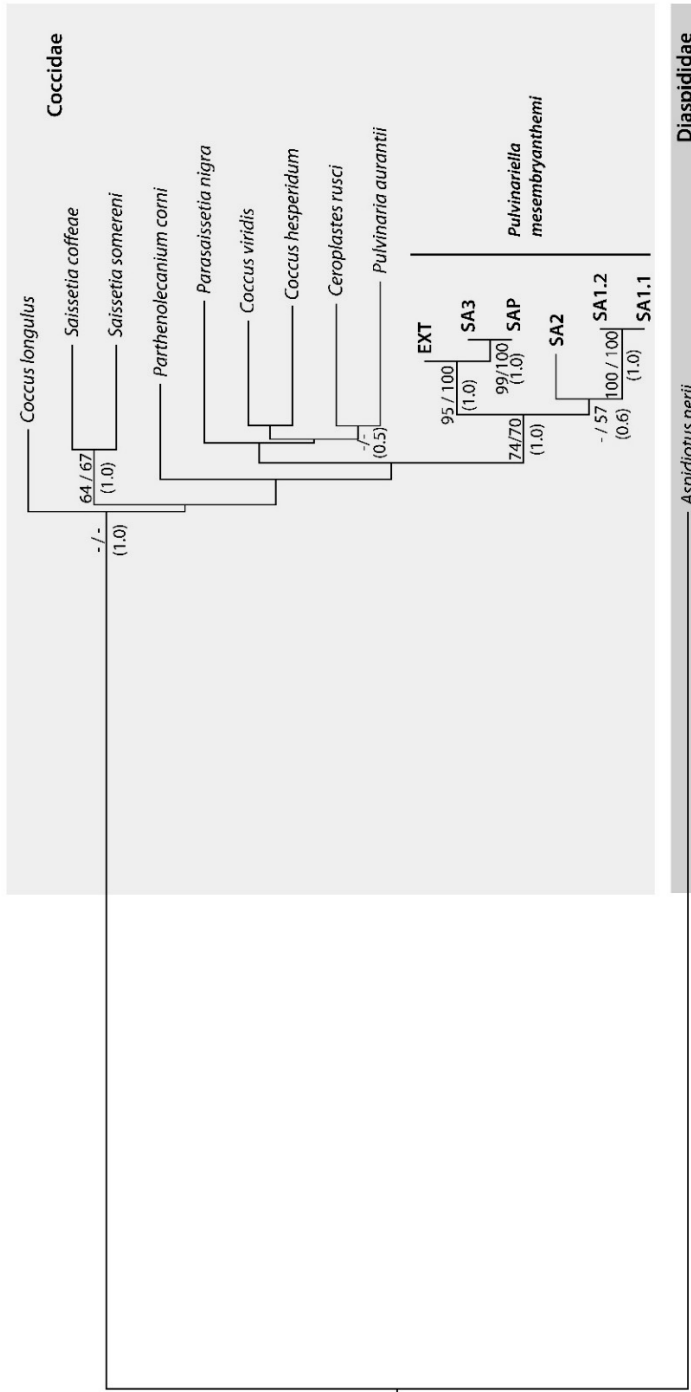 Coccidae
Coccus longulus
Saissetia coffeae
64 / 67
(1.0)
Saissetia somereni
- / -
(1.0)
Parthenolecanium corni
Parasaissetia nigra
Coccus viridis
Coccus hesperidum
Ceroplastes rusci
-/-
(0.5)
Pulvinaria aurantii
EXT
95 / 100
(1.0)
SA3
99/100
(1.0)
SAP
74/70
(1.0)
SA2
- / 57
(0.6)
SA1.2
100 / 100
(1.0)
SA1.1
Pulvinariella
mesembryanthemi
Diaspididae
Aspidiotus nerii